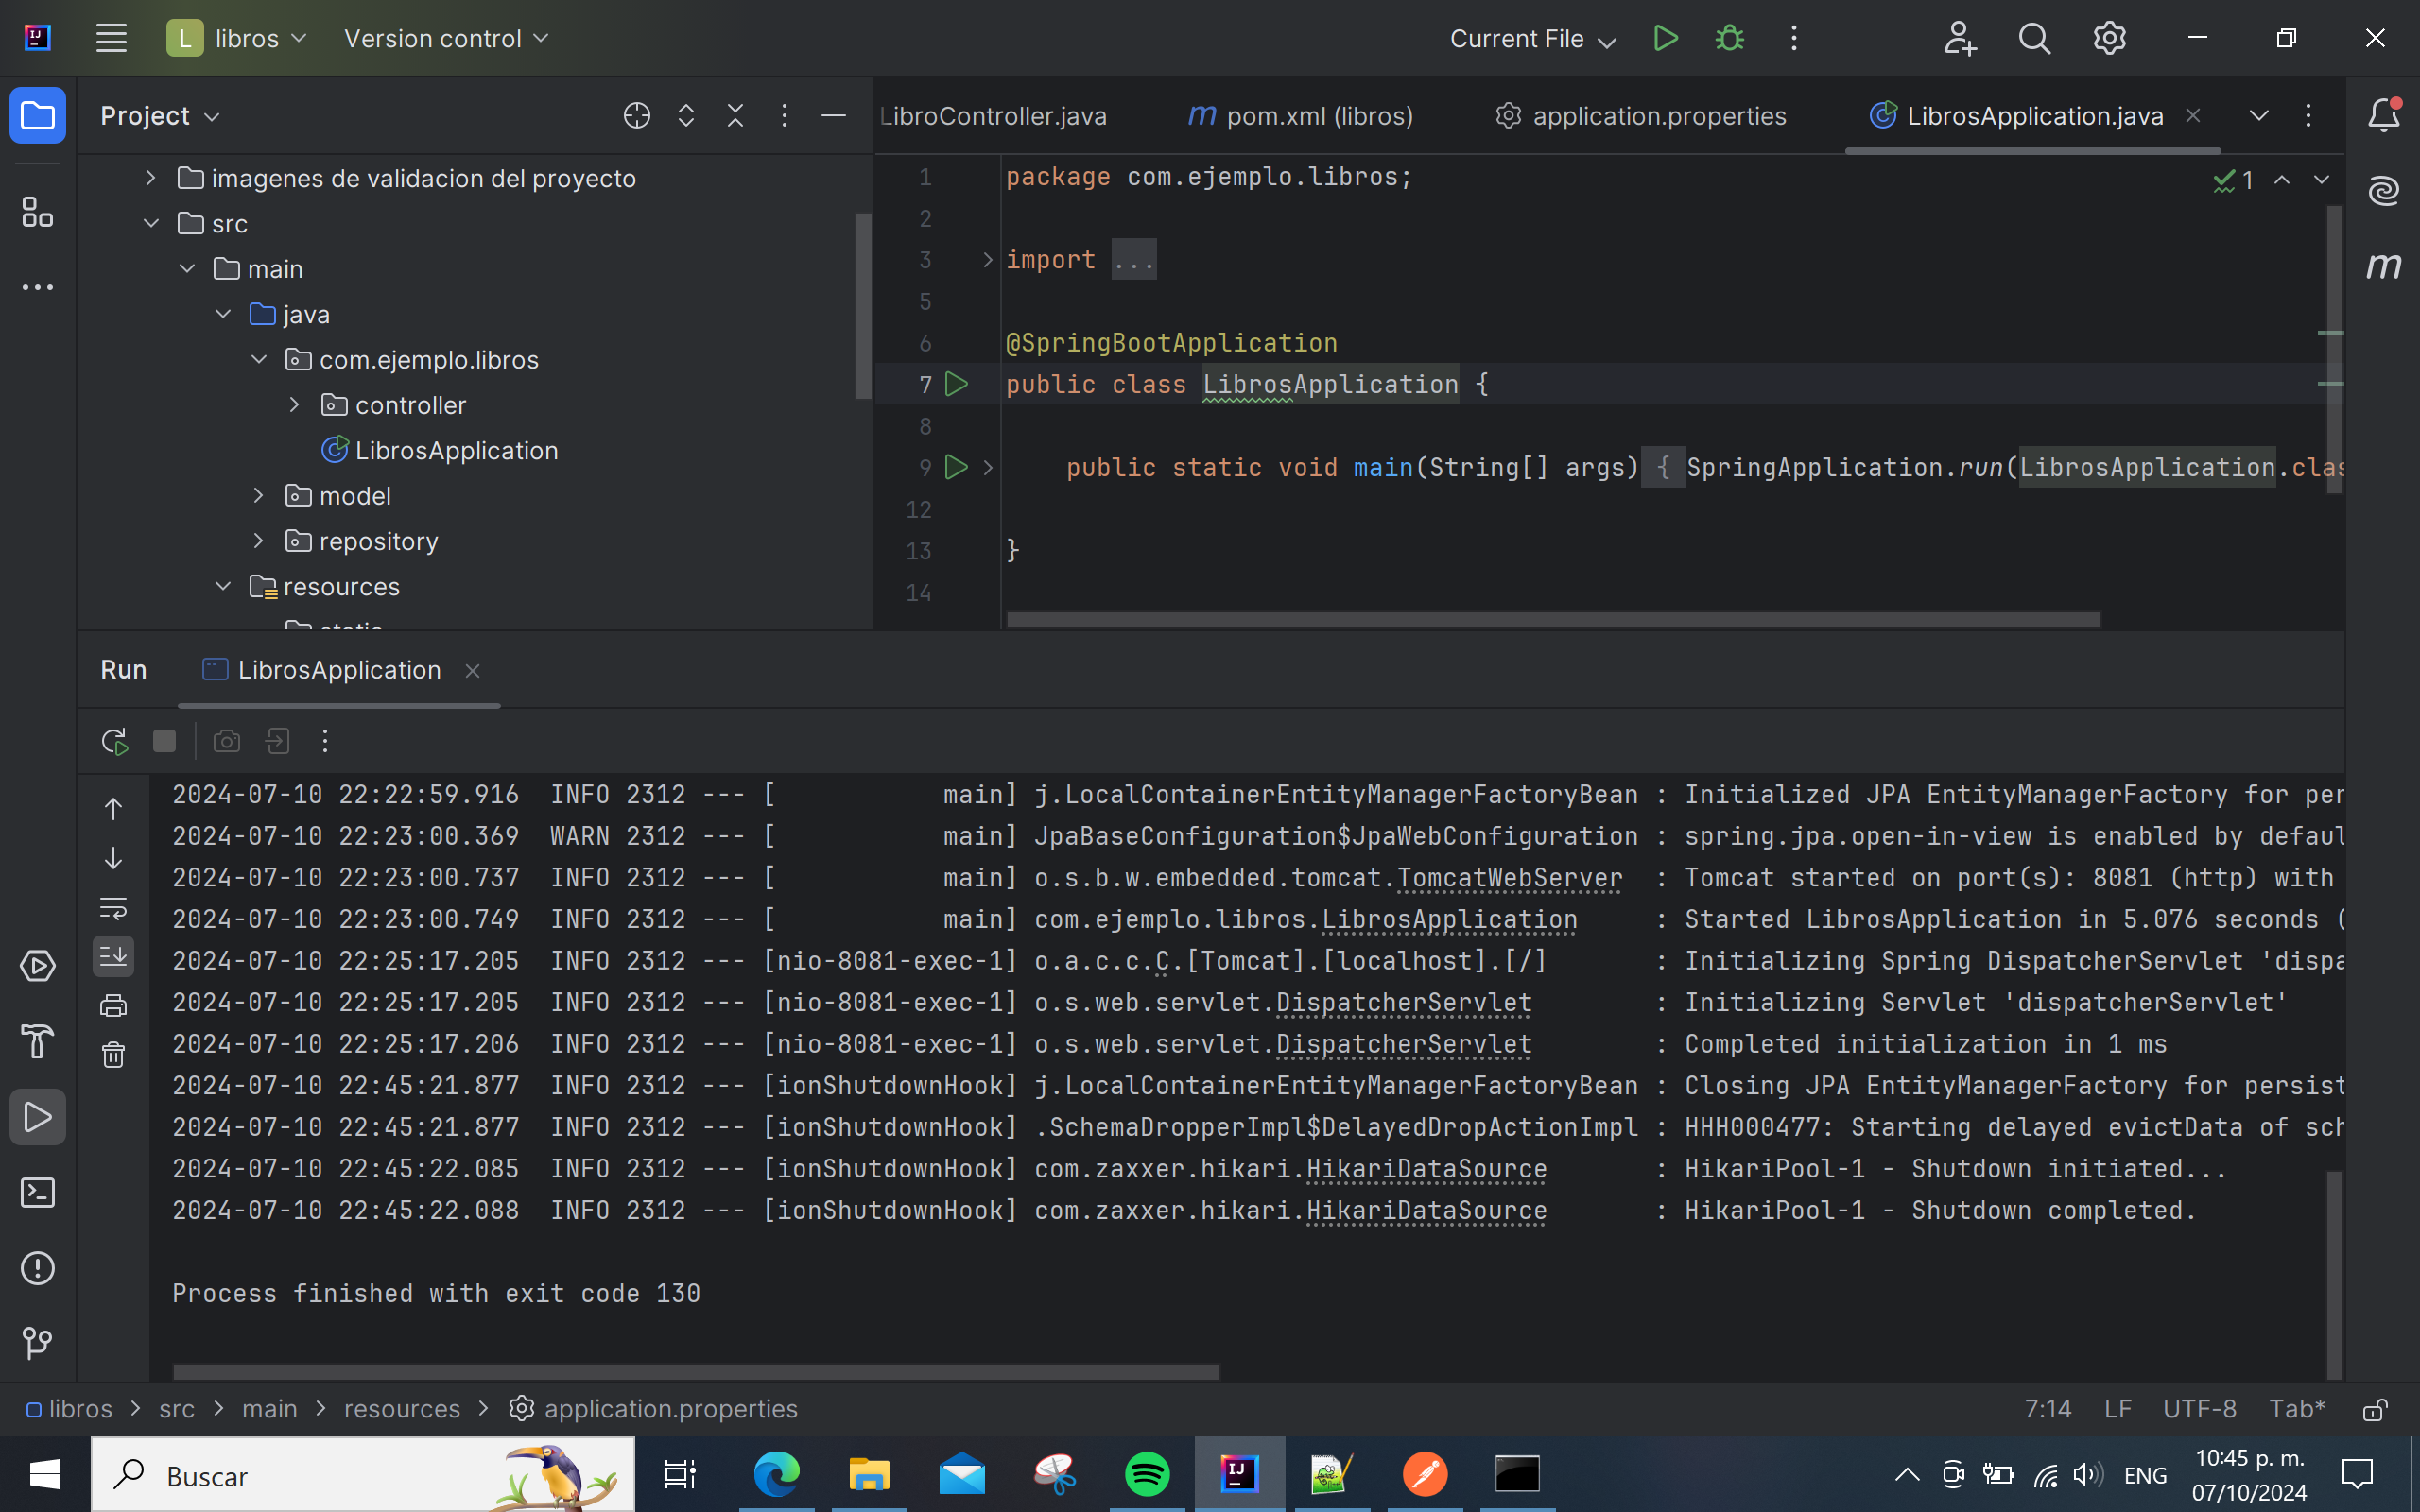 L libros Version control Current File
Project
LibroController.java
pom.xml (libros)
application.properties
LibrosApplication.java
imagenes de validacion del proyecto
src
main
java
com.ejemplo.libros
controller
LibrosApplication
model
repository
resources
static
1
1 package com.ejemplo.libros;
2
3 import ...
5
6 @SpringBootApplication
7 public class LibrosApplication {
8
9 public static void main(String[] args) { SpringApplication.run(LibrosApplication.clas
12
13 }
14
Run LibrosApplication
2024-07-10 22:22:59.916  INFO 2312 --- [           main] j.LocalContainerEntityManagerFactoryBean : Initialized JPA EntityManagerFactory for per
2024-07-10 22:23:00.369  WARN 2312 --- [           main] JpaBaseConfiguration$JpaWebConfiguration : spring.jpa.open-in-view is enabled by defaul
2024-07-10 22:23:00.737  INFO 2312 --- [           main] o.s.b.w.embedded.tomcat.TomcatWebServer  : Tomcat started on port(s): 8081 (http) with
2024-07-10 22:23:00.749  INFO 2312 --- [           main] com.ejemplo.libros.LibrosApplication     : Started LibrosApplication in 5.076 seconds (
2024-07-10 22:25:17.205  INFO 2312 --- [nio-8081-exec-1] o.a.c.c.C.[Tomcat].[localhost].[/]       : Initializing Spring DispatcherServlet 'dispa
2024-07-10 22:25:17.205  INFO 2312 --- [nio-8081-exec-1] o.s.web.servlet.DispatcherServlet        : Initializing Servlet 'dispatcherServlet'
2024-07-10 22:25:17.206  INFO 2312 --- [nio-8081-exec-1] o.s.web.servlet.DispatcherServlet        : Completed initialization in 1 ms
2024-07-10 22:45:21.877  INFO 2312 --- [ionShutdownHook] j.LocalContainerEntityManagerFactoryBean : Closing JPA EntityManagerFactory for persist
2024-07-10 22:45:21.877  INFO 2312 --- [ionShutdownHook] .SchemaDropperImpl$DelayedDropActionImpl : HHH000477: Starting delayed evictData of sch
2024-07-10 22:45:22.085  INFO 2312 --- [ionShutdownHook] com.zaxxer.hikari.HikariDataSource       : HikariPool-1 - Shutdown initiated...
2024-07-10 22:45:22.088  INFO 2312 --- [ionShutdownHook] com.zaxxer.hikari.HikariDataSource       : HikariPool-1 - Shutdown completed.
Process finished with exit code 130
libros > src > main > resources > application.properties 7:14 LF UTF-8 Tab*
Buscar
ENG
10:45 p. m.
07/10/2024